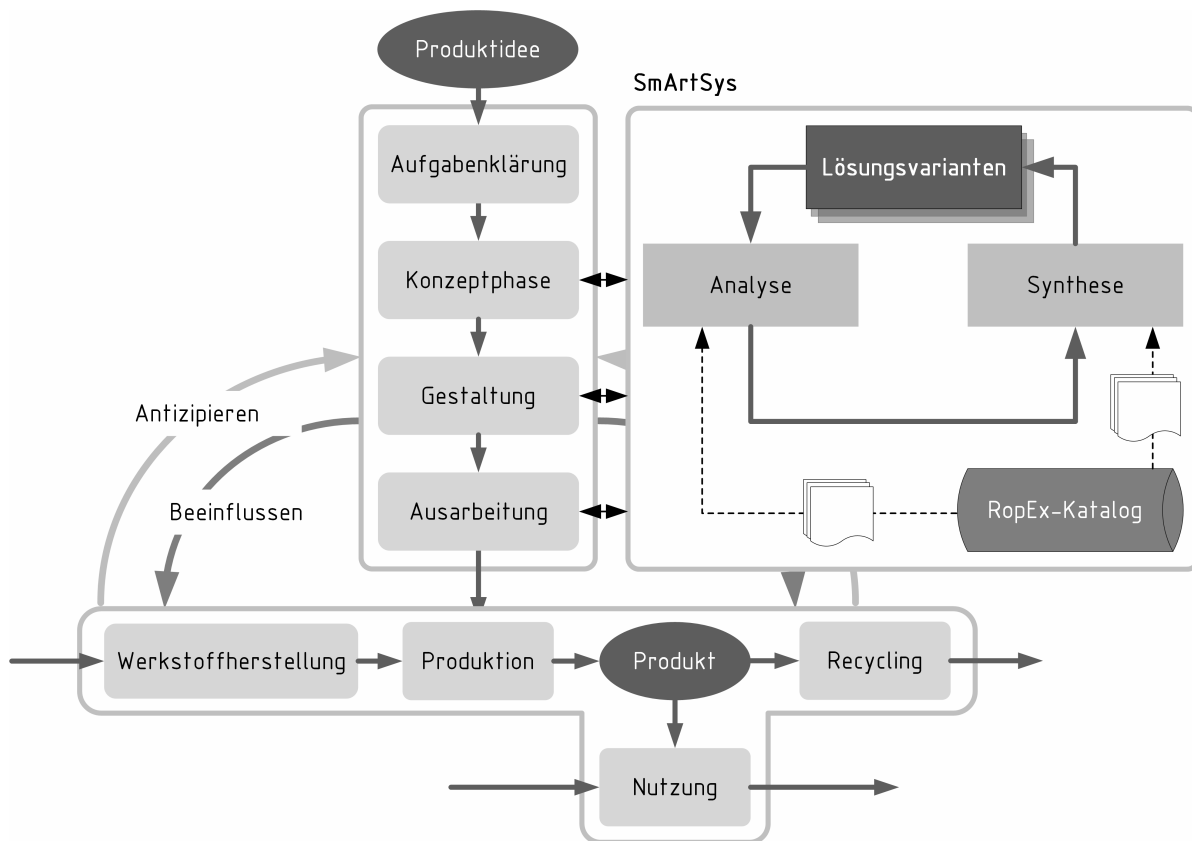 Produktidee
SmArtSys
Aufgabenklärung
Lösungsvarianten
Konzeptphase
Analyse
Synthese
Gestaltung
Antizipieren
Beeinflussen
Ausarbeitung
RopEx-Katalog
Werkstoffherstellung
Produktion
Produkt
Recycling
Nutzung